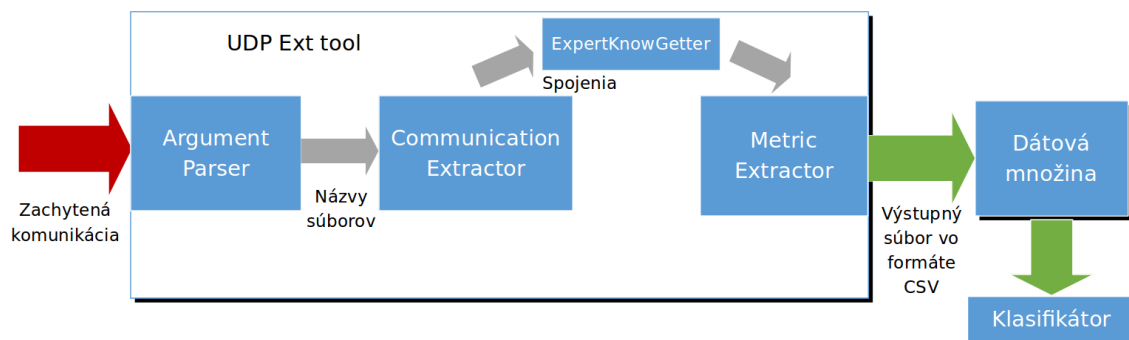 UDP Ext tool
ExpertKnowGetter
Spojenia
Argument
Parser
Communication
Extractor
Metric
Extractor
Dátová
množina
Zachytená
komunikácia
Názvy
súborov
Výstupný
súbor vo
formáte
CSV
Klasifikátor